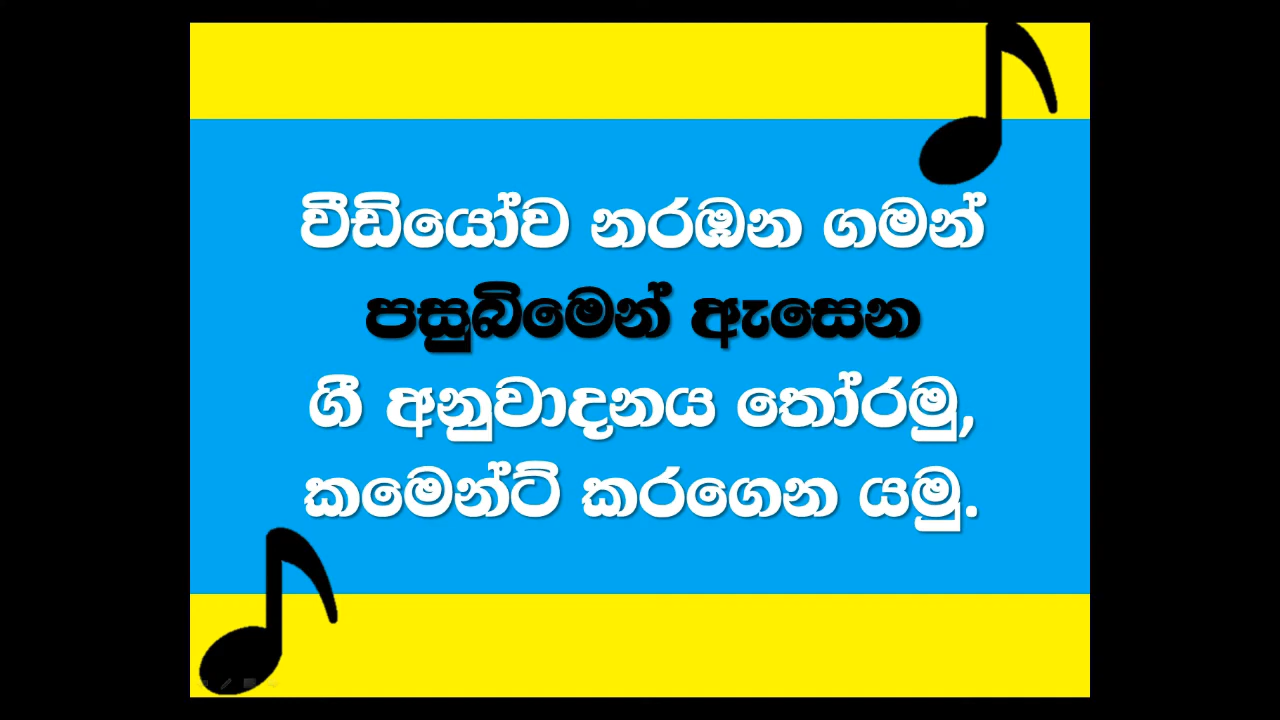 වීඩියෝව නරඹන ගමන්
පසුබිමෙන් ඇසෙන
ගී අනුවාදනය තෝරමු,
කමෙන්ට් කරගෙන යමු.